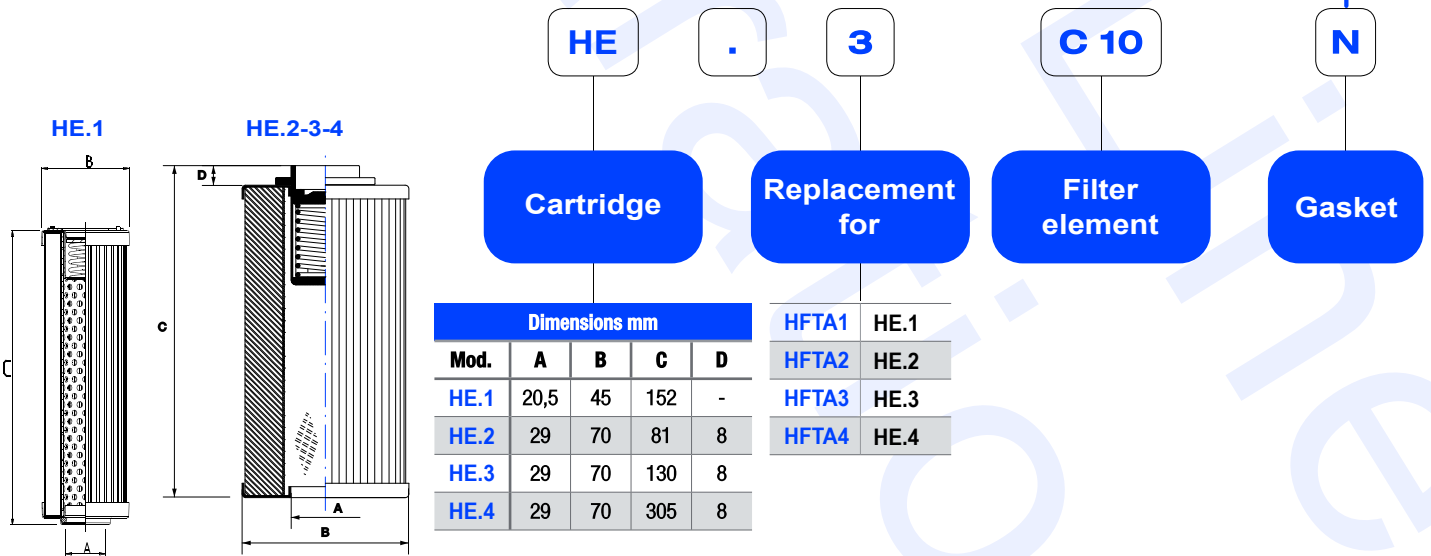 HE . 3 C 10 N
HE.1 HE.2-3-4
B
D
C
C
A
B
A
Cartridge
Replacement
for
Filter
element
Gasket
Dimensions mm
Mod. A B C D
HE.1 20,5 45 152 -
HE.2 29 70 81 8
HE.3 29 70 130 8
HE.4 29 70 305 8
HFTA1 HE.1
HFTA2 HE.2
HFTA3 HE.3
HFTA4 HE.4